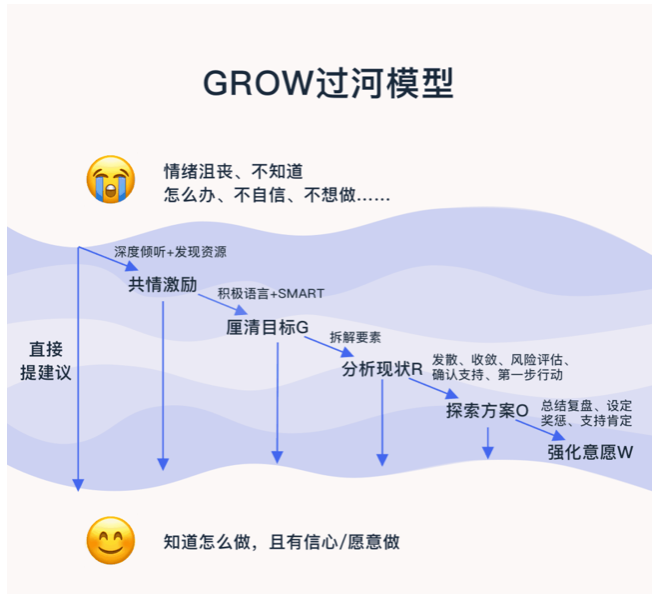 GROW过河模型
情绪沮丧、不知道
怎么办、不自信、不想做……
深度倾听+发现资源
共情激励
积极语言+SMART
厘清目标G
拆解要素
直接
提建议
分析现状R
发散、收敛、风险评估、
确认支持、第一步行动
探索方案O
总结复盘、设定
奖惩、支持肯定
强化意愿W
知道怎么做，且有信心/愿意做